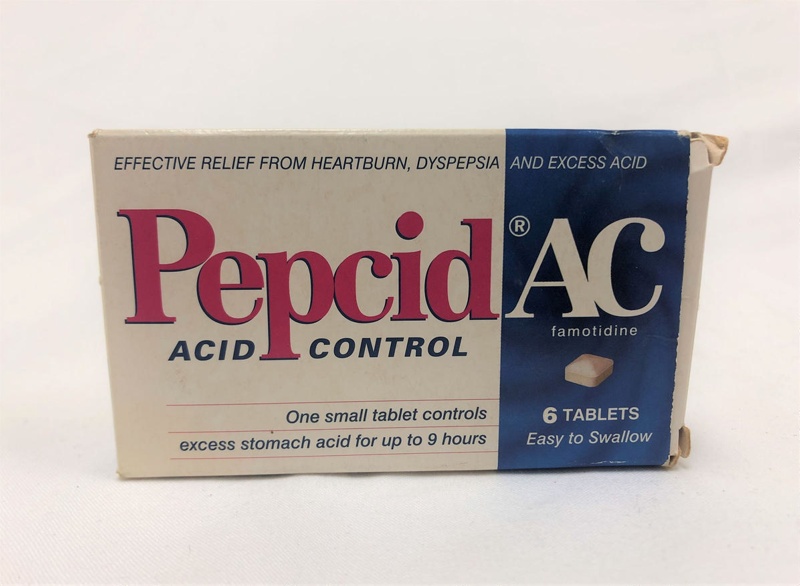 EFFECTIVE RELIEF FROM HEARTBURN, DYSPEPSIA AND EXCESS ACID
Pepcid® AC
famotidine
ACID CONTROL
One small tablet controls
excess stomach acid for up to 9 hours
6 TABLETS
Easy to Swallow